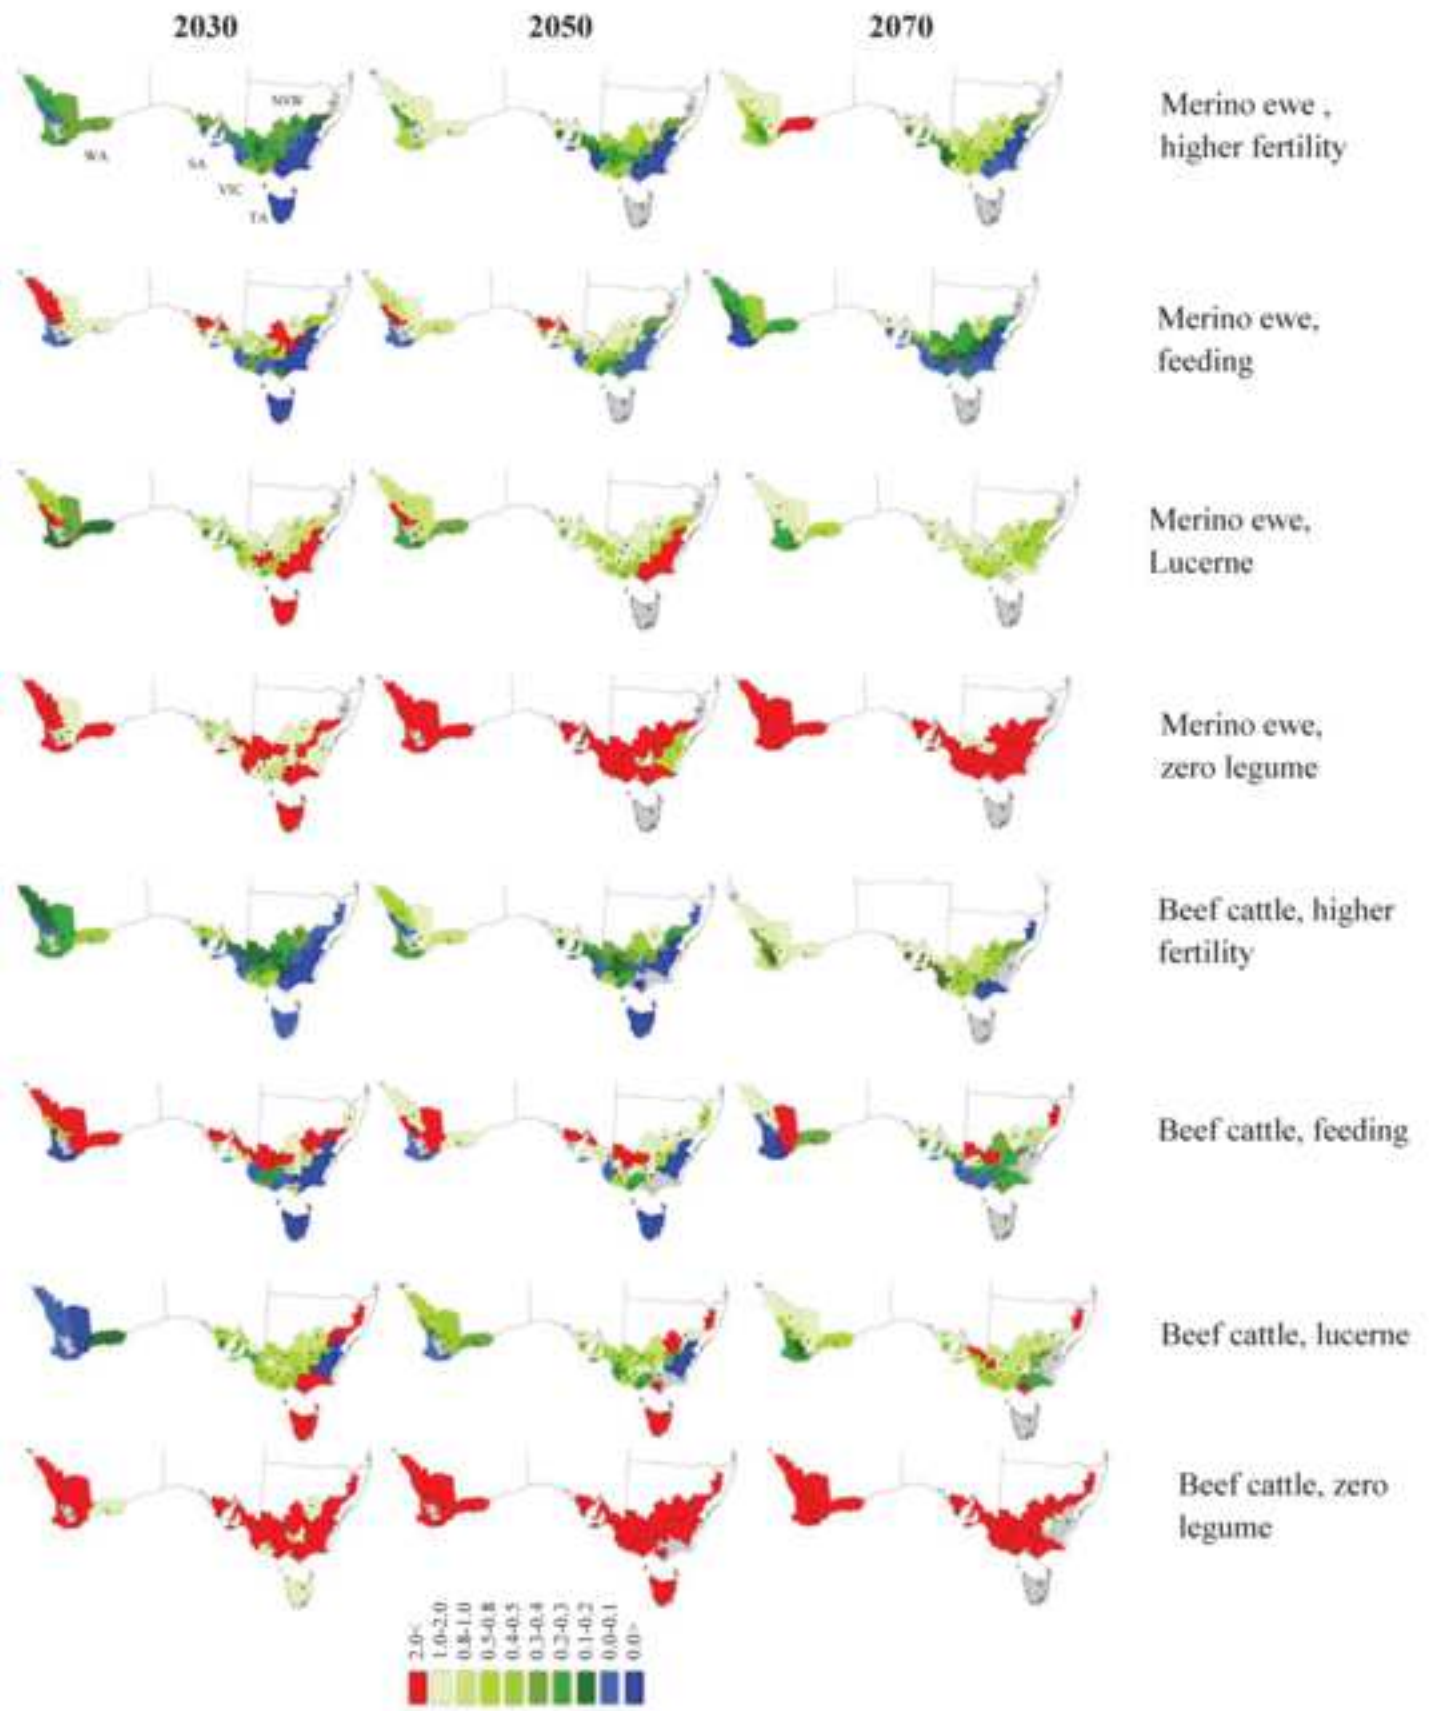 2030 2050 2070
Merino ewe ,
higher fertility
NSW
WA
SA
VIC
TA
Merino ewe,
feeding
Merino ewe,
Lucerne
Merino ewe,
zero legume
Beef cattle, higher
fertility
Beef cattle, feeding
Beef cattle, lucerne
Beef cattle, zero
legume
2.0<
1.0-2.0
0.8-1.0
0.5-0.8
0.4-0.5
0.3-0.4
0.2-0.3
0.1-0.2
0.0-0.1
0.0>